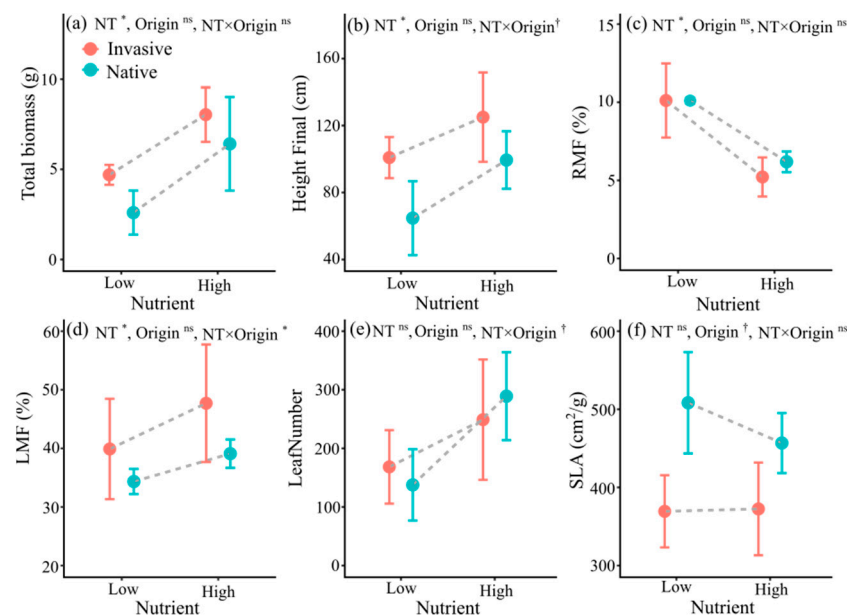 (a) NT *, Origin ns, NT×Origin ns
Invasive
Native
Total biomass (g)
10
5
0
Low
High
Nutrient
(b) NT *, Origin ns, NT×Origin†
Height Final (cm)
160
120
80
40
Low
High
Nutrient
(c) NT *, Origin ns, NT×Origin ns
RMF (%)
15
10
5
0
Low
High
Nutrient
(d) NT *, Origin ns, NT×Origin *
LMF (%)
60
50
40
30
20
Low
High
Nutrient
(e) NT ns, Origin ns, NT×Origin †
LeafNumber
400
300
200
100
0
Low
High
Nutrient
(f) NT ns, Origin †, NT×Origin ns
SLA (cm²/g)
600
500
400
300
Low
High
Nutrient